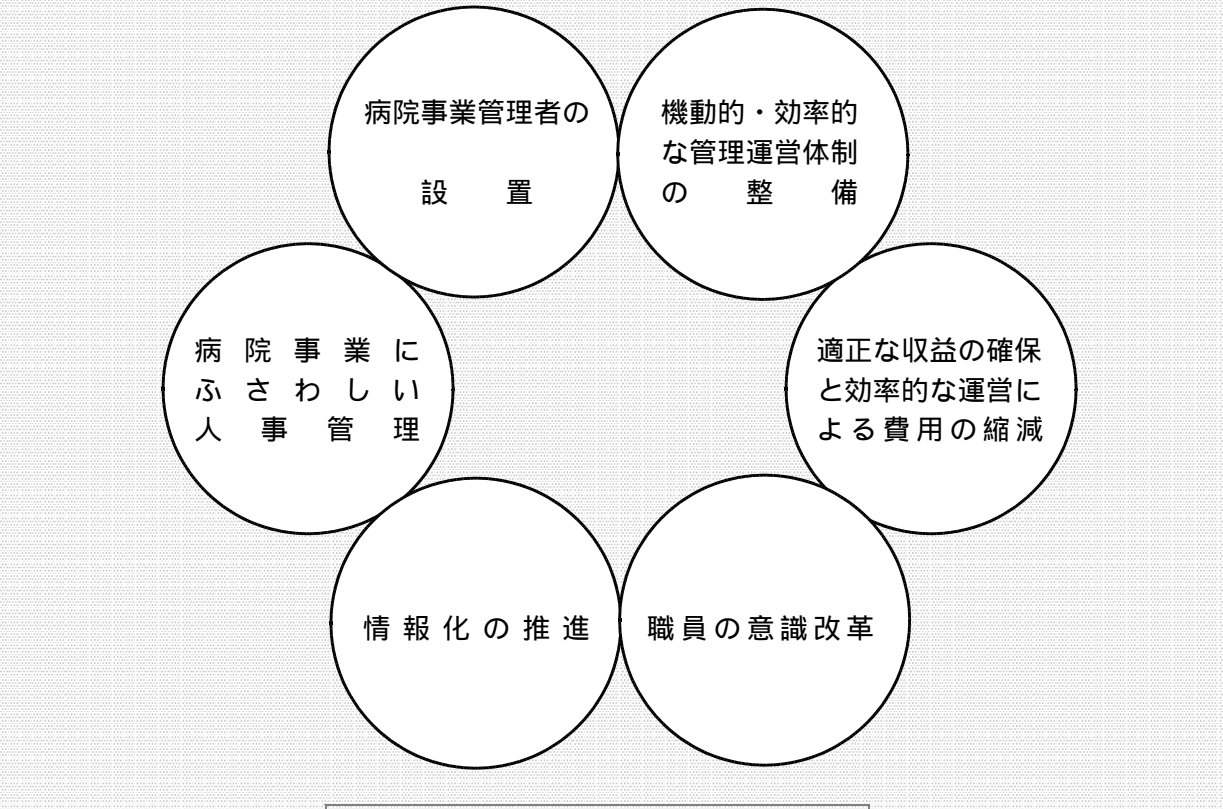 病院事業管理者の
設置
機動的・効率的
な管理運営体制
の整備
病院事業に
ふさわしい
人事管理
適正な収益の確保
と効率的な運営に
よる費用の縮減
情報化の推進
職員の意識改革